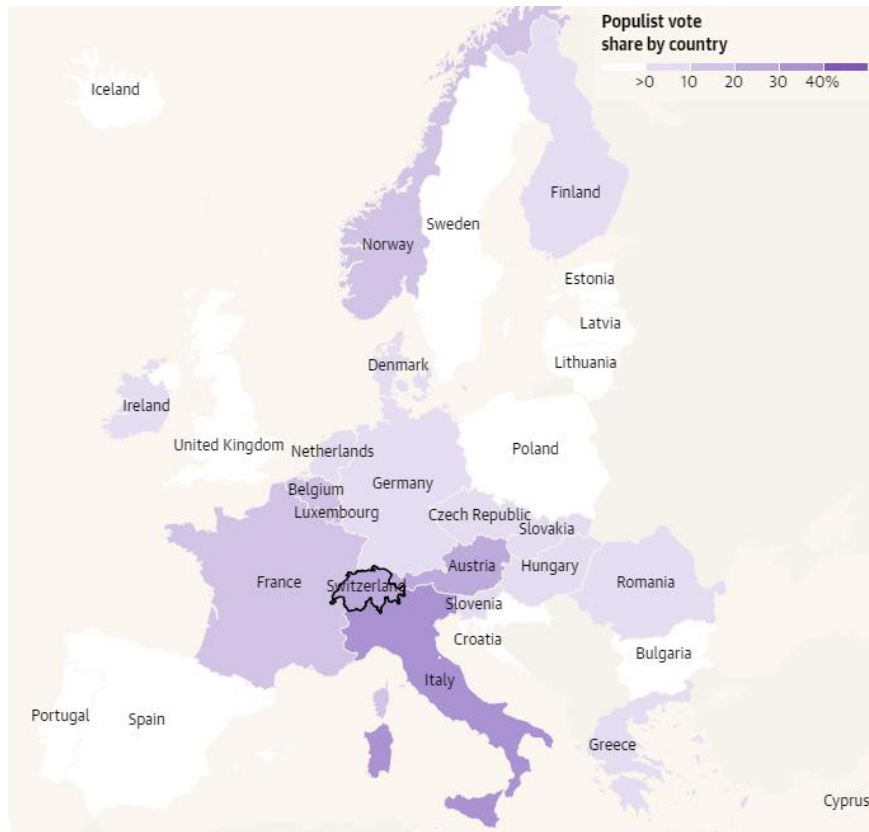 Populist vote
share by country
>0 10 20 30 40%
Iceland
Finland
Sweden
Norway
Estonia
Latvia
Lithuania
Denmark
Ireland
United Kingdom
Netherlands
Poland
Germany
Belgium
Luxembourg
Czech Republic
Slovakia
Austria
Hungary
France
Switzerland
Romania
Slovenia
Croatia
Bulgaria
Italy
Portugal
Spain
Greece
Cyprus